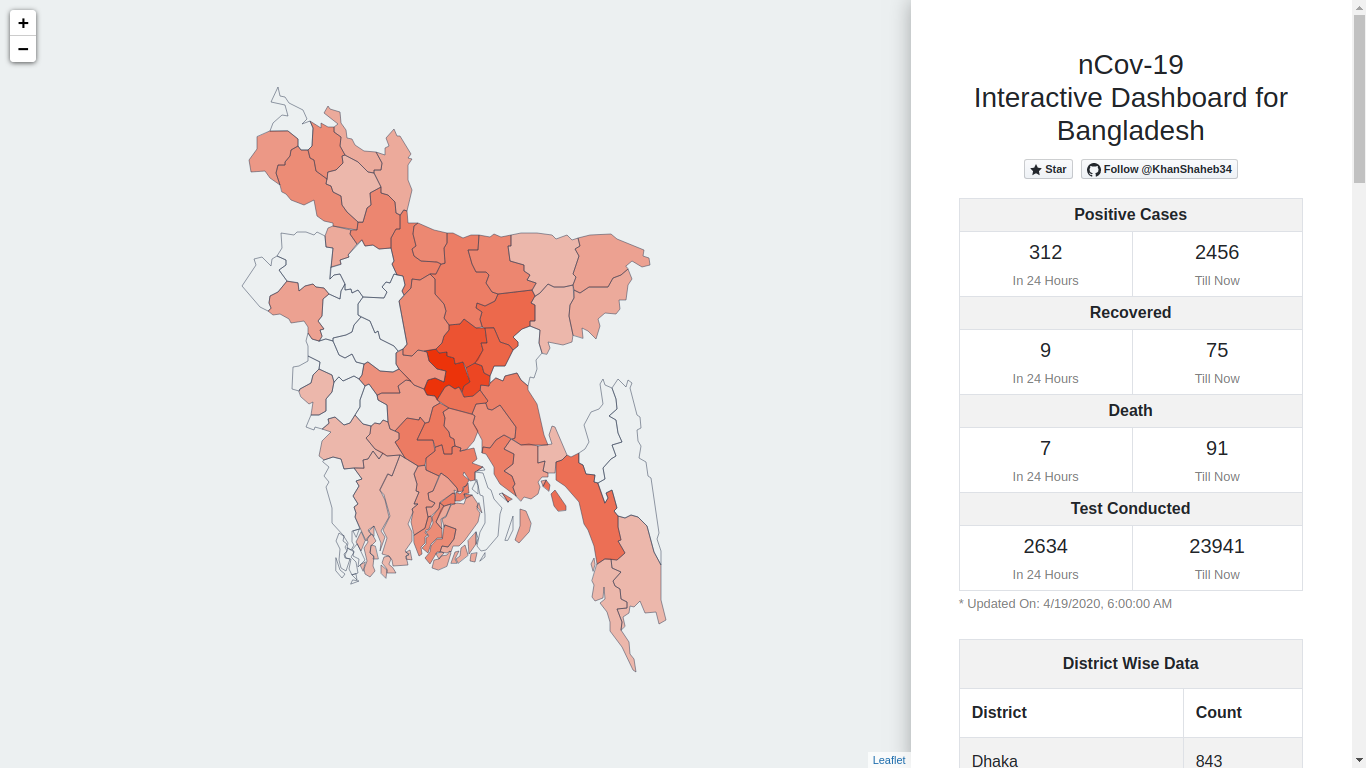 +
−
nCov-19
Interactive Dashboard for
Bangladesh
Star
Follow @KhanShaheb34
Positive Cases
312 2456
In 24 Hours Till Now
Recovered
9 75
In 24 Hours Till Now
Death
7 91
In 24 Hours Till Now
Test Conducted
2634 23941
In 24 Hours Till Now
* Updated On: 4/19/2020, 6:00:00 AM
District Wise Data
District Count
Dhaka 843
Leaflet